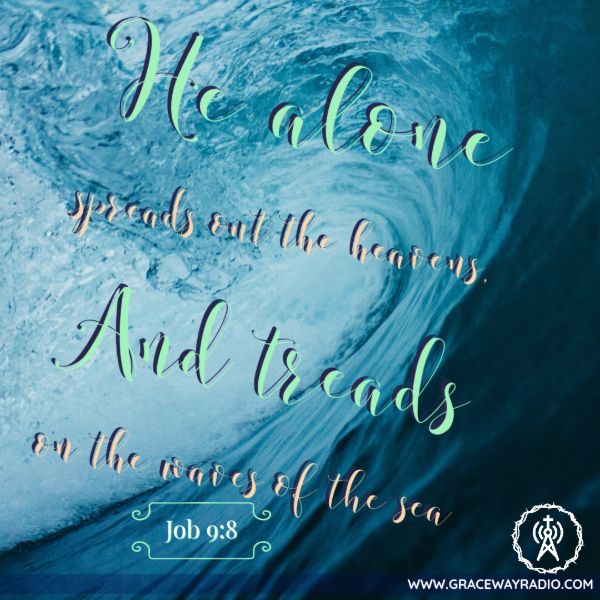 He alone
spreads out the heavens,
And treads
on the waves of the sea
Job 9:8
WWW.GRACEWAYRADIO.COM